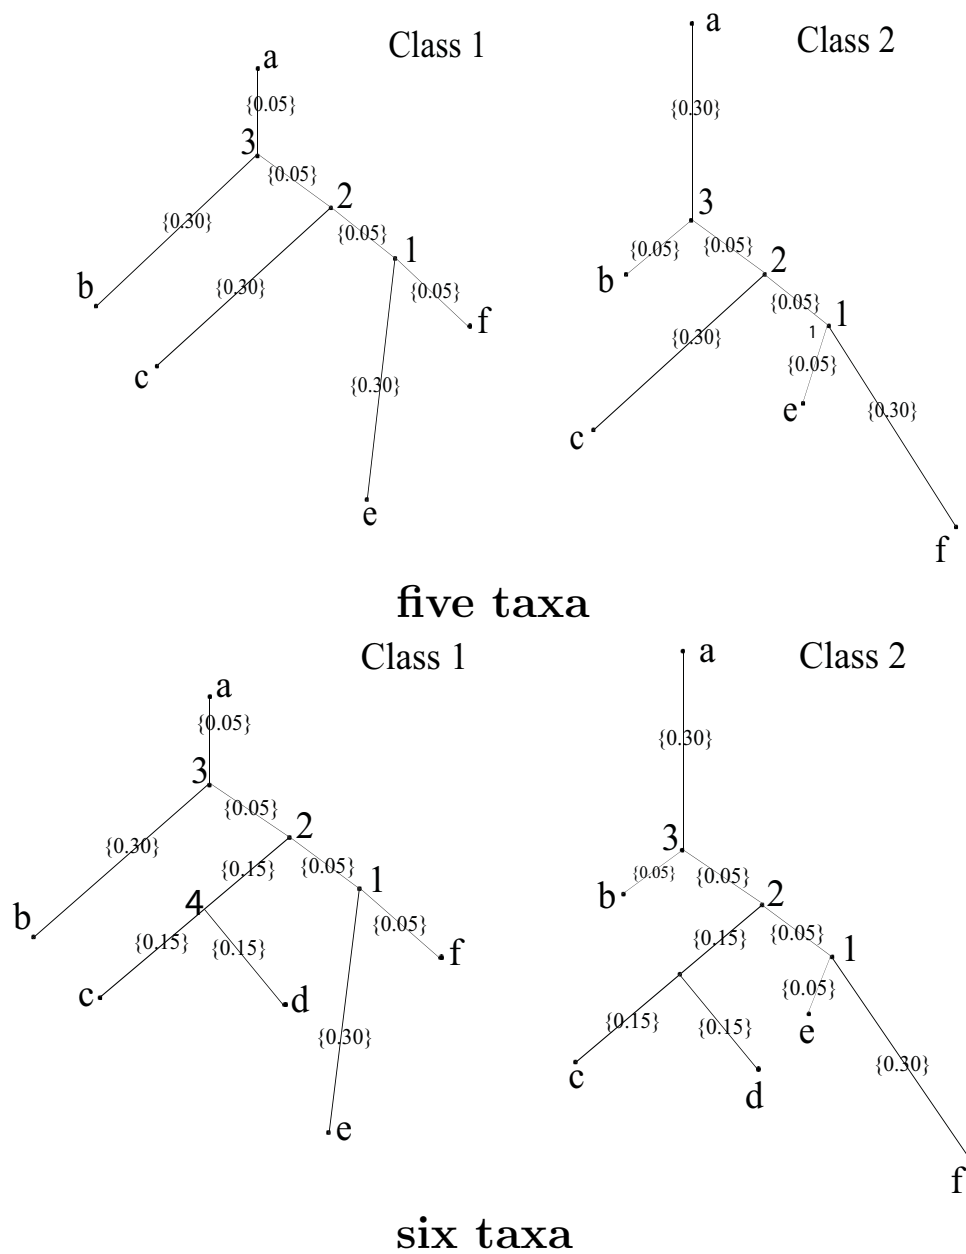 Class 1
a
{0.05}
3
{0.05}
2
{0.30}
{0.05}
1
b
{0.30}
{0.05}
f
c
{0.30}
e
Class 2
a
{0.30}
3
{0.05}
{0.05}
b
2
{0.05}
1
1
{0.30}
{0.05}
e
{0.30}
c
f
five taxa
Class 1
a
{0.05}
3
{0.05}
2
{0.30}
{0.15}
{0.05}
1
4
b
{0.15}
{0.15}
{0.05}
f
c
d
{0.30}
e
Class 2
a
{0.30}
3
{0.05}
{0.05}
b
2
{0.15}
{0.05}
1
{0.05}
{0.15}
{0.15}
e
{0.30}
c
d
f
six taxa